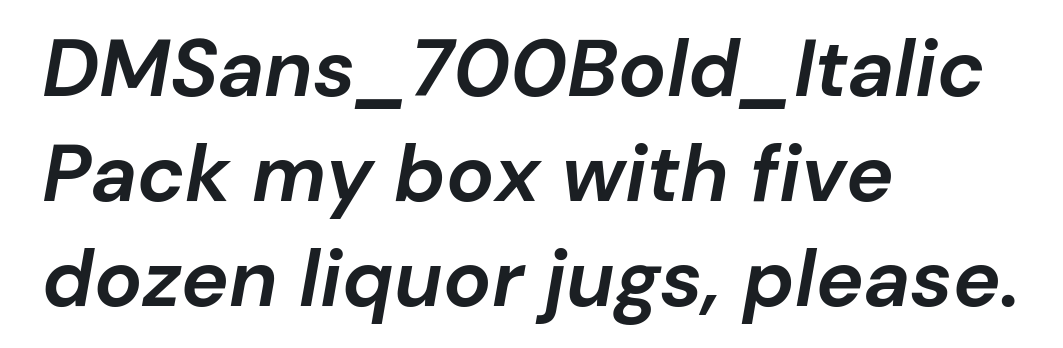 DMSans_700Bold_Italic
Pack my box with five
dozen liquor jugs, please.